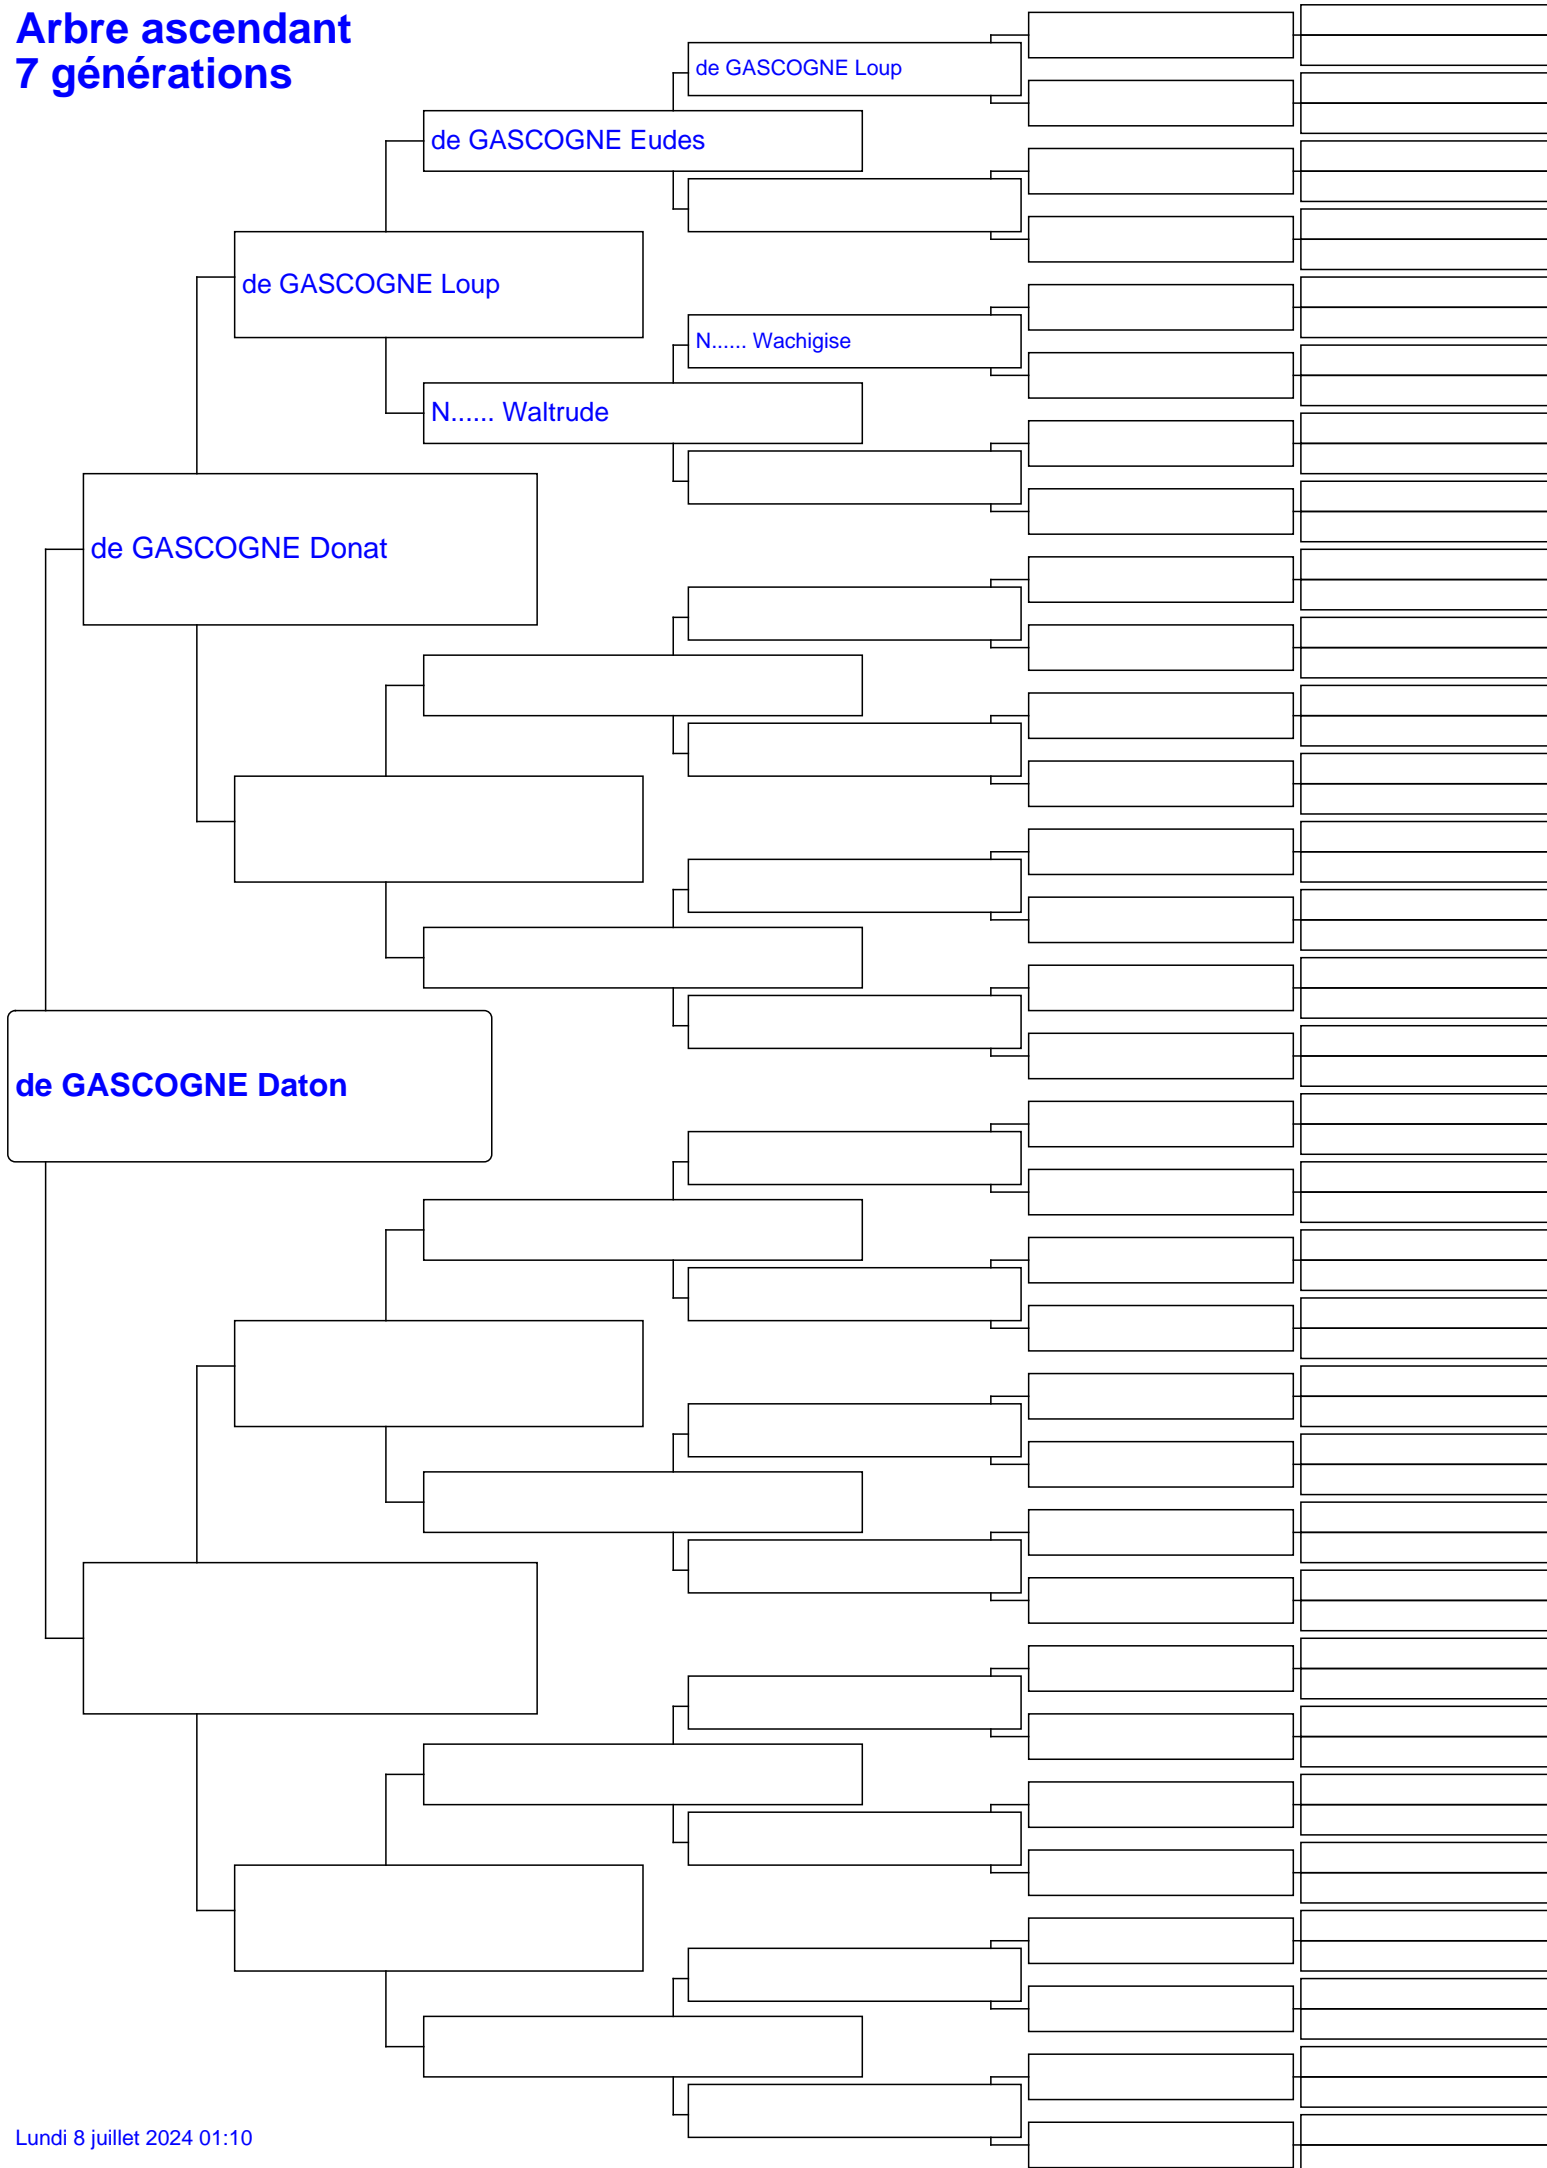 Arbre ascendant
7 générations
de GASCOGNE Loup
de GASCOGNE Eudes
de GASCOGNE Loup
N...... Wachigise
N...... Waltrude
de GASCOGNE Donat
de GASCOGNE Daton
Lundi 8 juillet 2024 01:10